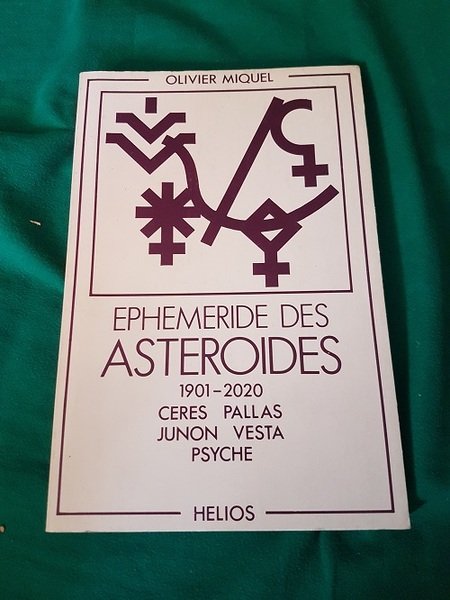 OLIVIER MIQUEL
EPHEMERIDE DES
ASTEROIDES
1901-2020
CERES PALLAS
JUNON VESTA
PSYCHE
HELIOS